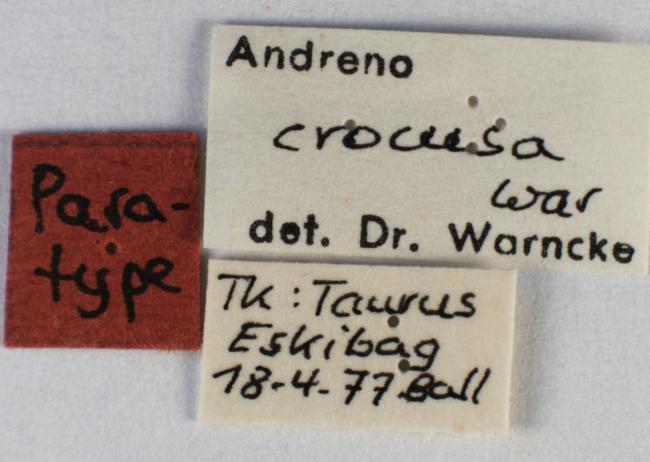 Andreno
crocusa
War
det. Dr. Warncke
Para-
type
TK: Taurus
Eskibag
18-4-77 Ball